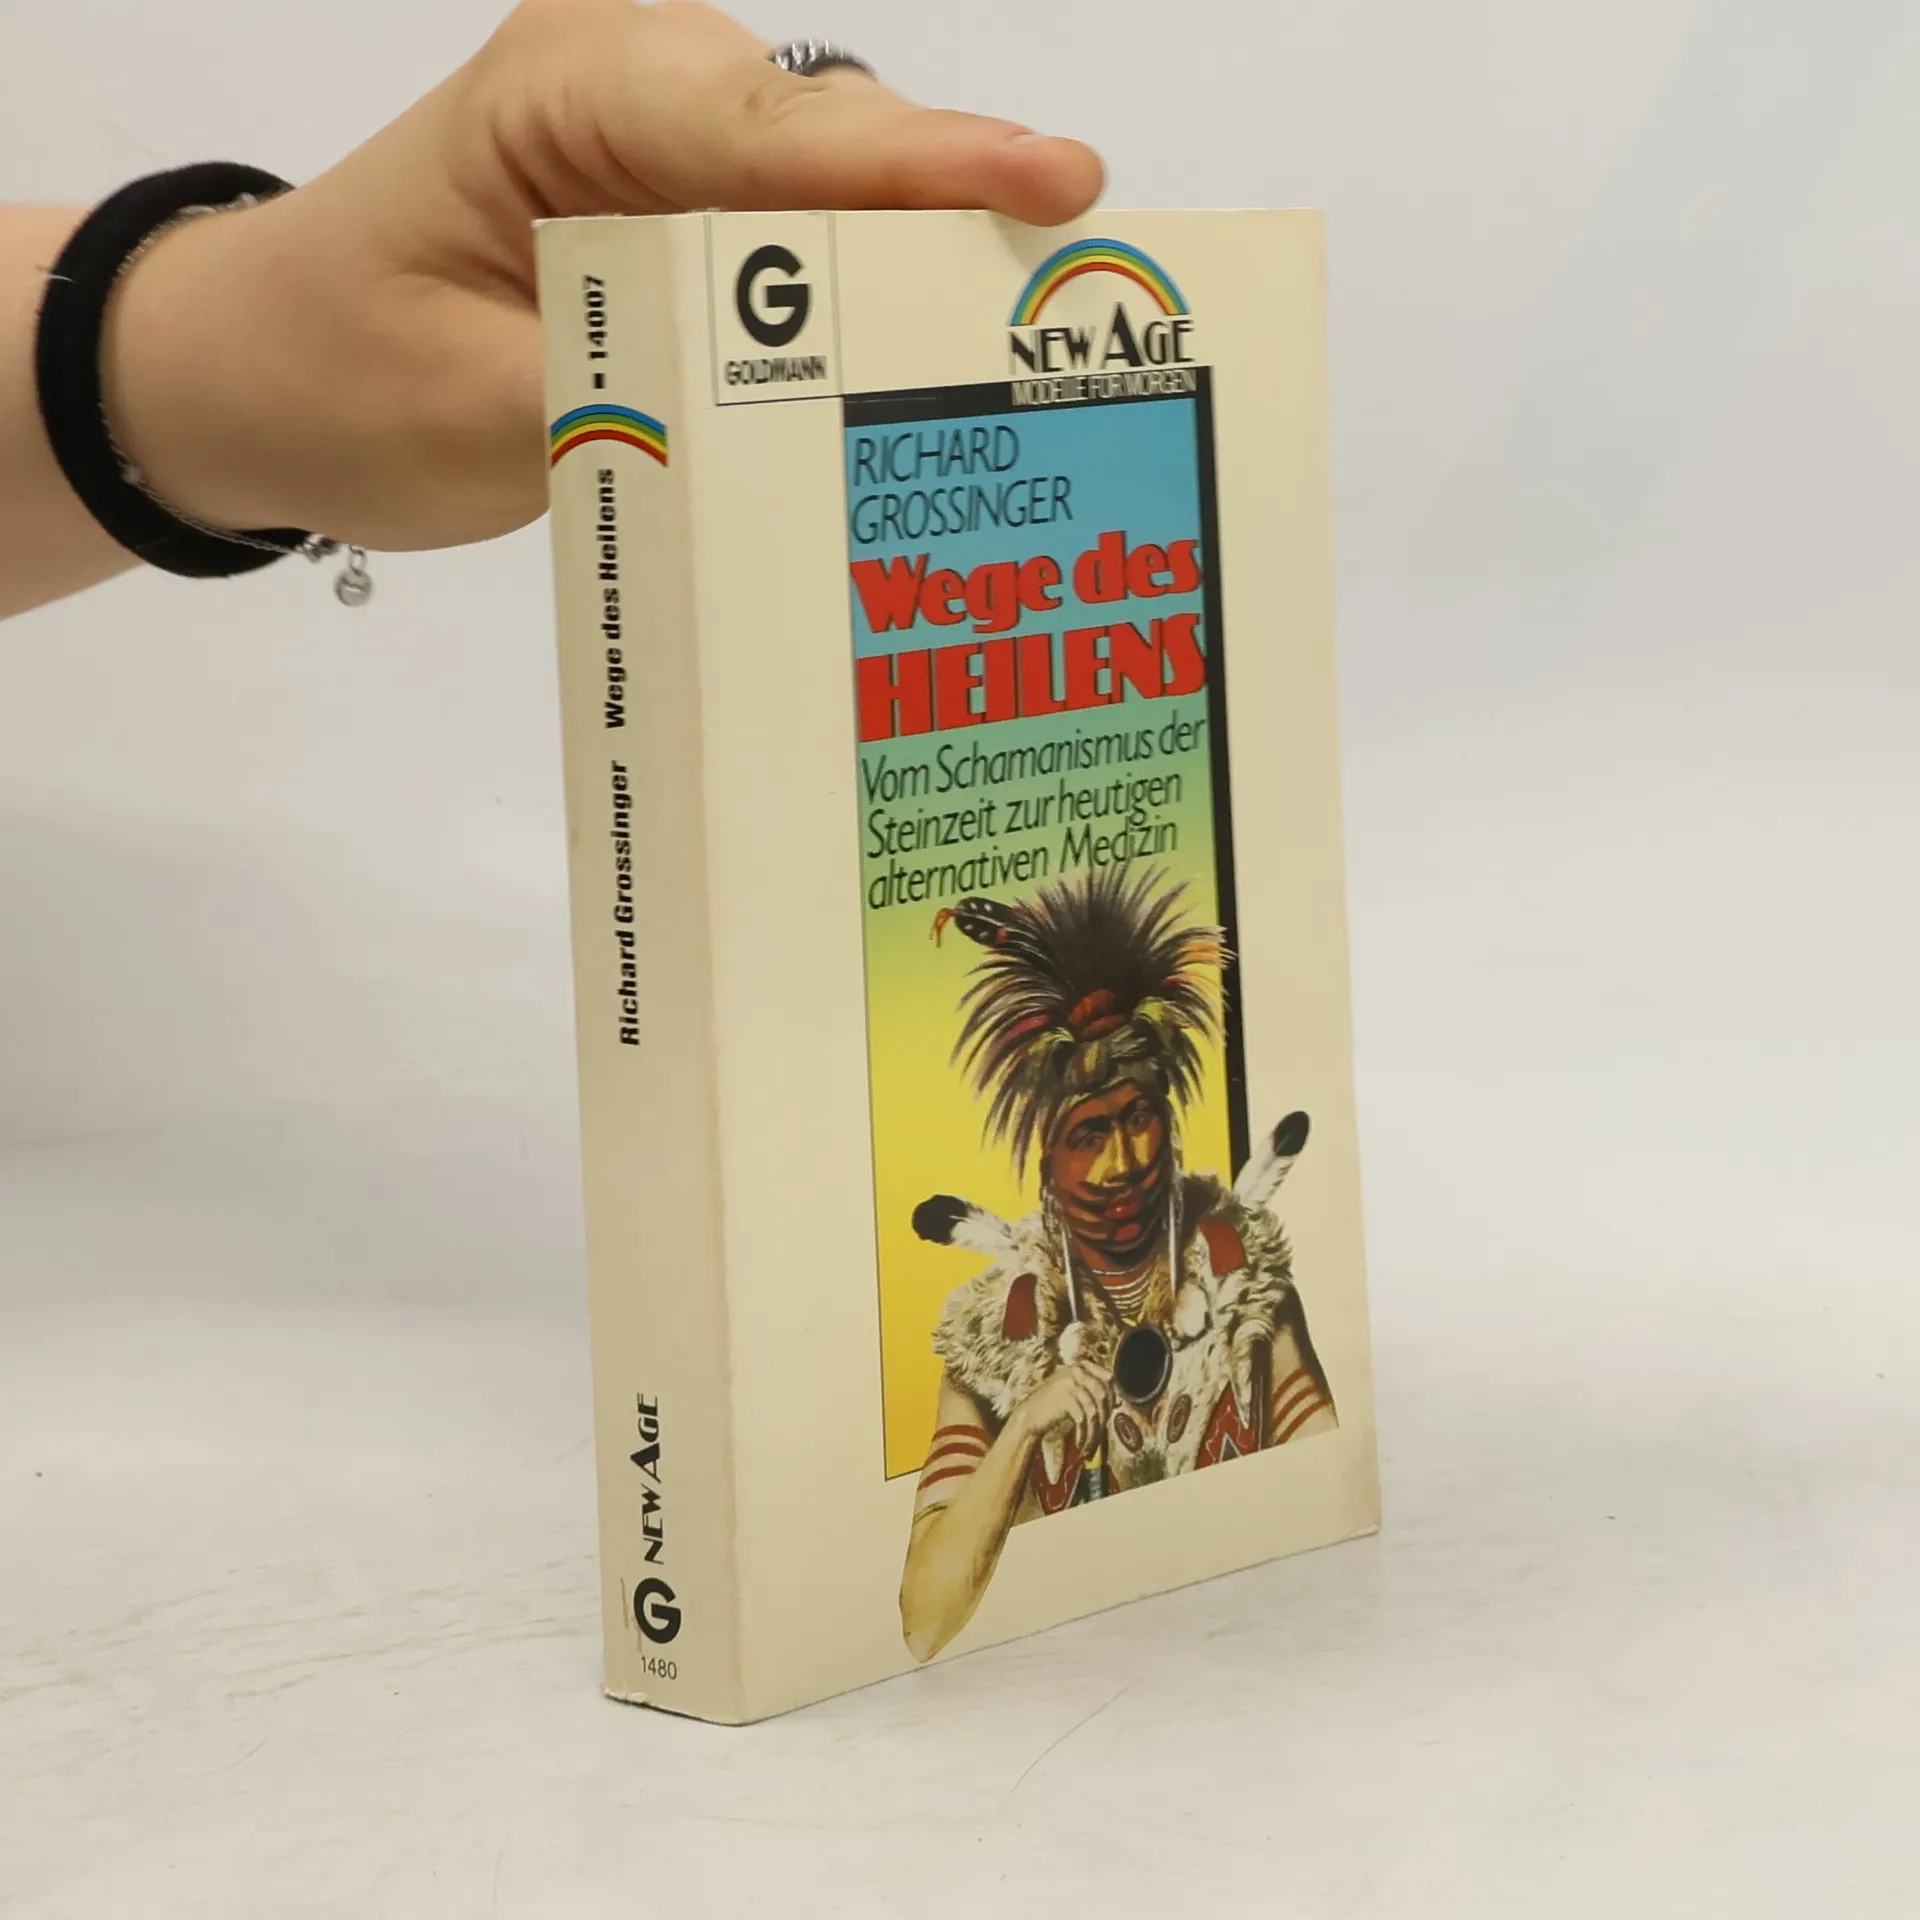 14007
Wege des Heilens
Richard Grossinger
NEW AGE
G
1480
G
GOLDMANN
NEW AGE
MODELLE FÜR MORGEN
RICHARD
GROSSINGER
Wege des
HEILENS
Vom Schamanismus der
Steinzeit zur heutigen
alternativen Medizin